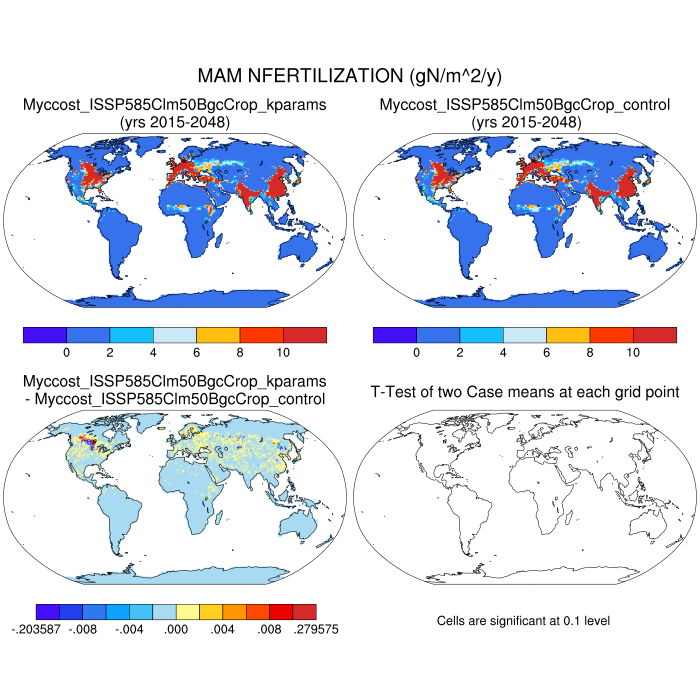 MAM NFERTILIZATION (gN/m^2/y)
Myccost_ISSP585Clm50BgcCrop_kparams
(yrs 2015-2048)
Myccost_ISSP585Clm50BgcCrop_control
(yrs 2015-2048)
0 2 4 6 8 10
0 2 4 6 8 10
Myccost_ISSP585Clm50BgcCrop_kparams
- Myccost_ISSP585Clm50BgcCrop_control
T-Test of two Case means at each grid point
-.203587 -.008 -.004 .000 .004 .008 .279575
Cells are significant at 0.1 level